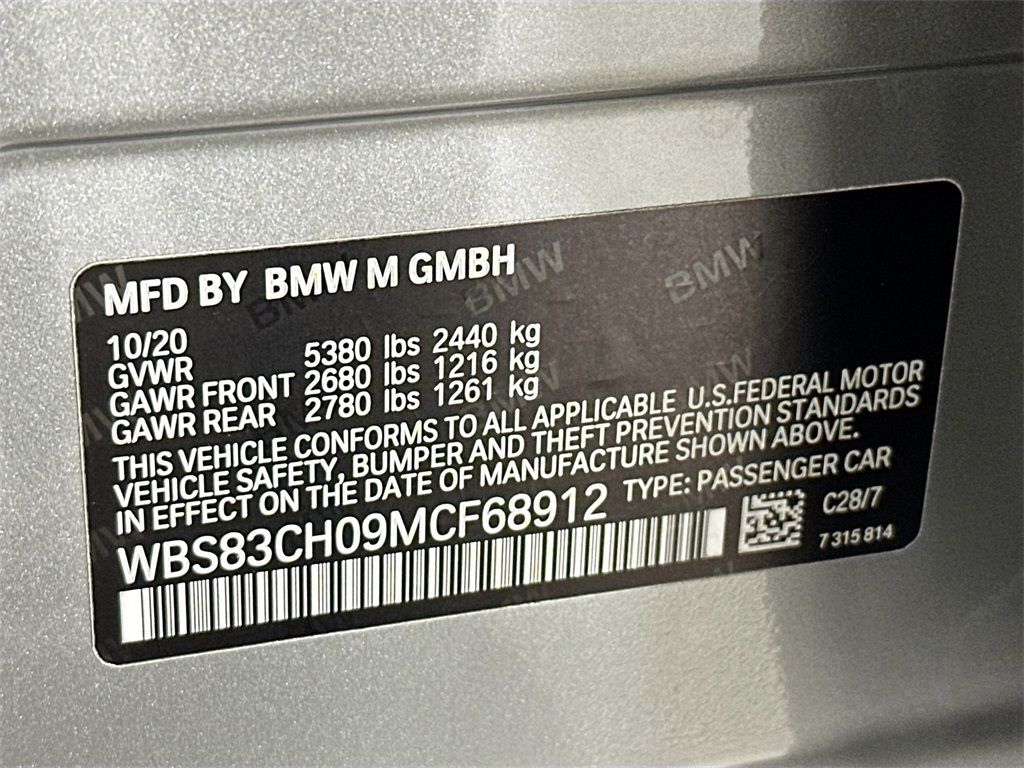 MFD BY BMW M GMBH
10/20
GVWR 5380 lbs 2440 kg
GAWR FRONT 2680 lbs 1216 kg
GAWR REAR 2780 lbs 1261 kg
THIS VEHICLE CONFORMS TO ALL APPLICABLE U.S.FEDERAL MOTOR
VEHICLE SAFETY, BUMPER AND THEFT PREVENTION STANDARDS
IN EFFECT ON THE DATE OF MANUFACTURE SHOWN ABOVE.
WBS83CH09MCF68912 TYPE: PASSENGER CAR
C28/7
7 315 814